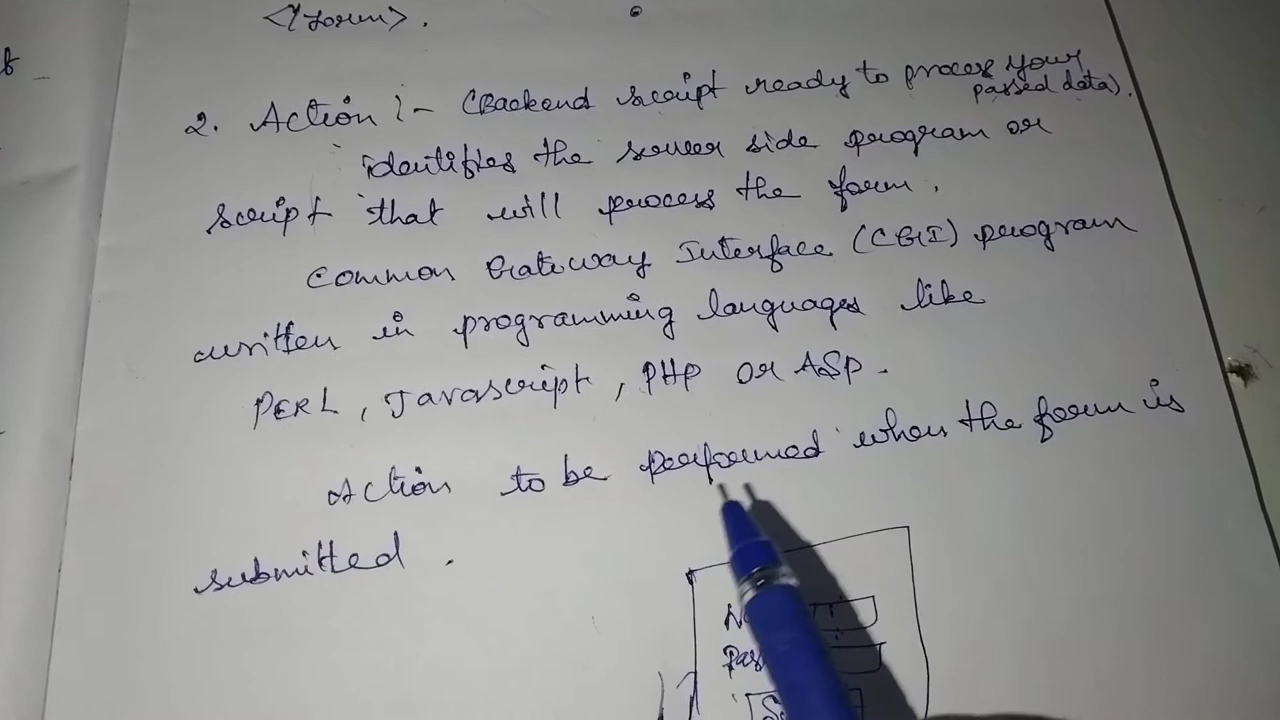 </form>.
2. Action :- (Backend script ready to process your
passed data).
identifies the server side program or
script that will process the form.
Common Gateway Interface (CGI) program
written in programming languages like
PERL, Javascript, PHP or ASP.
Action to be performed when the form is
submitted.